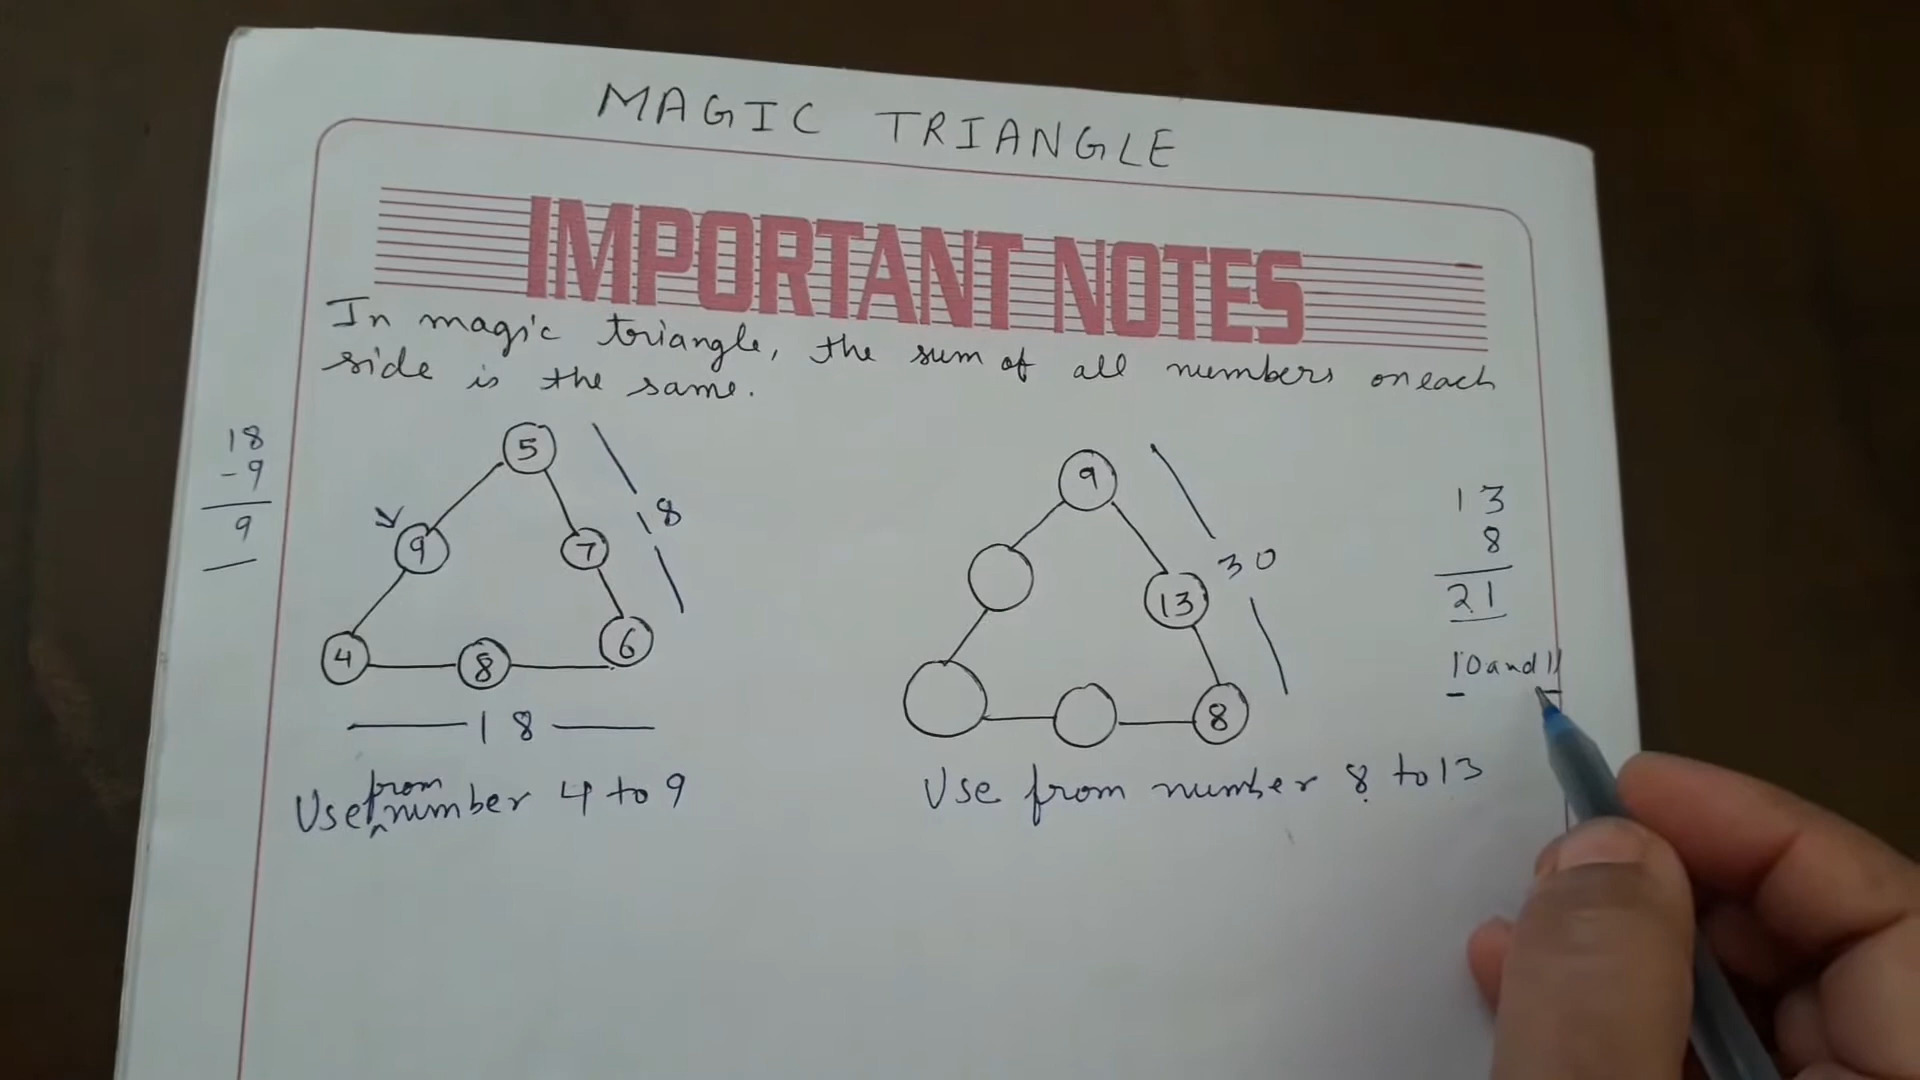 MAGIC TRIANGLE
IMPORTANT NOTES
In magic triangle, the sum of all numbers on each
side is the same.
18
-9
9
5
9
7
18
4
8
6
18
Use from number 4 to 9
9
13
30
8
Use from number 8 to 13
13
8
21
10 and 11